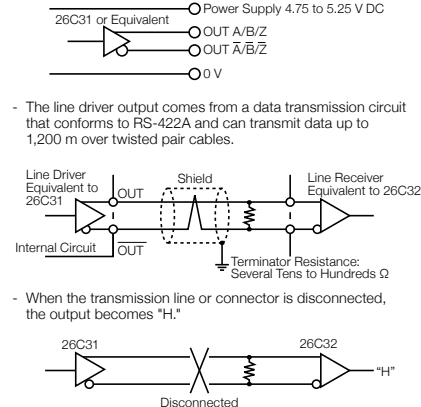 Power Supply 4.75 to 5.25 V DC
26C31 or Equivalent
OUT A/B/Z
OUT A̅/B̅/Z̅
0 V
- The line driver output comes from a data transmission circuit
that conforms to RS-422A and can transmit data up to
1,200 m over twisted pair cables.
Line Driver
Equivalent to
26C31
OUT
Shield
Line Receiver
Equivalent to 26C32
Internal Circuit
O̅U̅T̅
Terminator Resistance:
Several Tens to Hundreds Ω
- When the transmission line or connector is disconnected,
the output becomes "H."
26C31
26C32
“H”
Disconnected